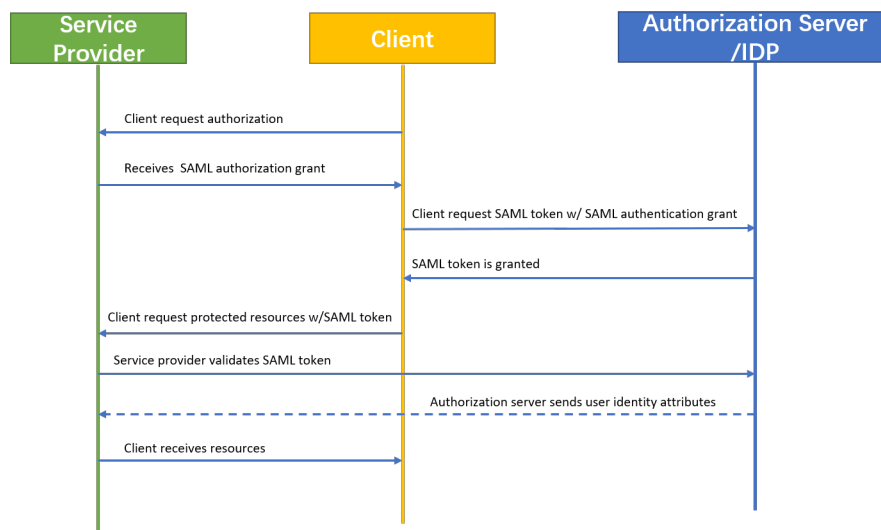 Service
Provider
Client
Authorization Server
/IDP
Client request authorization
Receives SAML authorization grant
Client request SAML token w/ SAML authentication grant
SAML token is granted
Client request protected resources w/SAML token
Service provider validates SAML token
Authorization server sends user identity attributes
Client receives resources